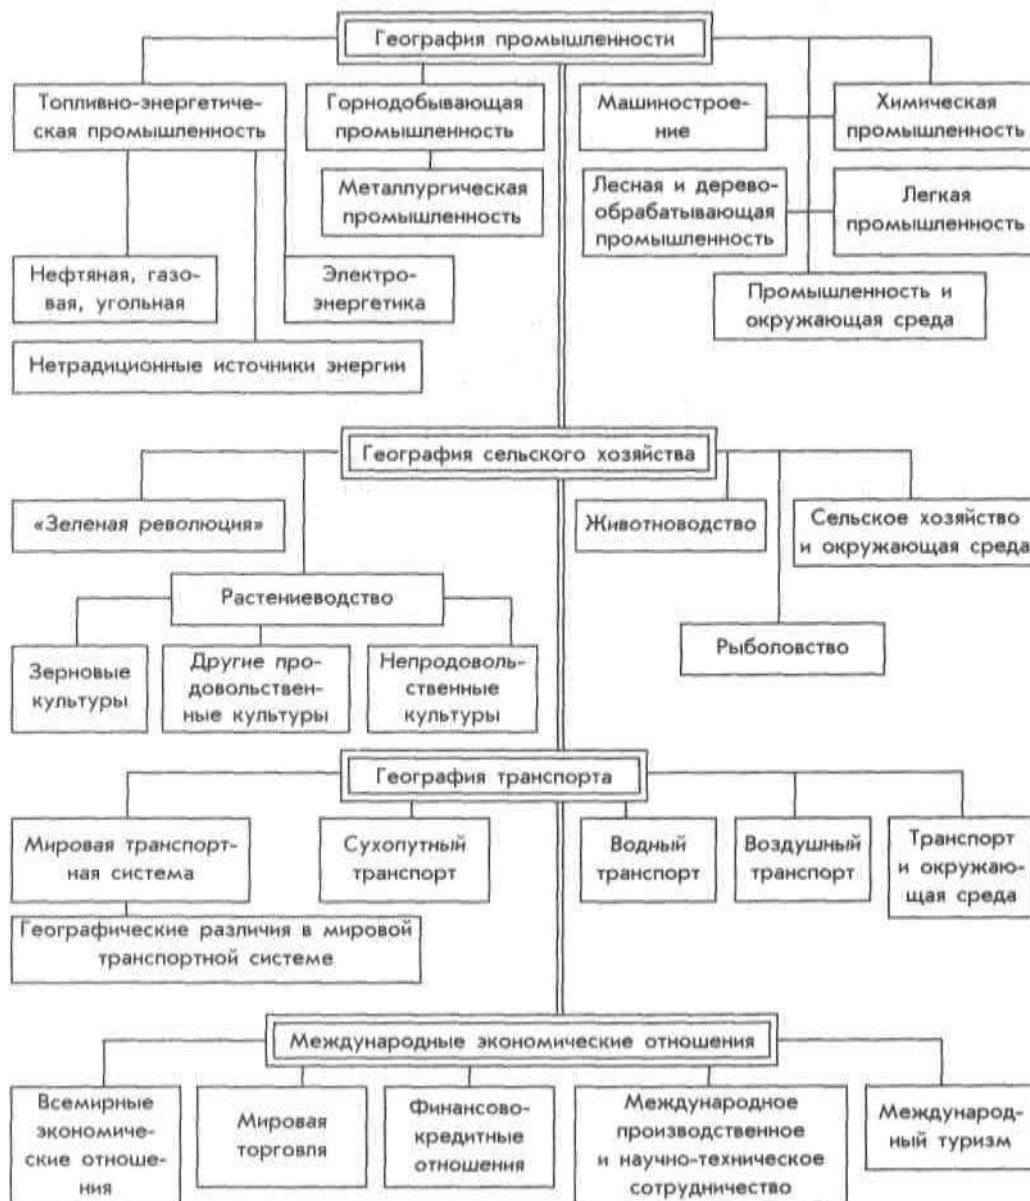 География промышленности
Топливно-энергетиче-
ская промышленность
Горнодобывающая
промышленность
Машинострое-
ние
Химическая
промышленность
Металлургическая
промышленность
Лесная и дерево-
обрабатывающая
промышленность
Легкая
промышленность
Нефтяная, газо-
вая, угольная
Электро-
энергетика
Промышленность и
окружающая среда
Нетрадиционные источники энергии
География сельского хозяйства
«Зеленая революция»
Животноводство
Сельское хозяйство
и окружающая среда
Растениеводство
Рыболовство
Зерновые
культуры
Другие про-
довольствен-
ные культуры
Непродоволь-
ственные
культуры
География транспорта
Мировая транспорт-
ная система
Сухопутный
транспорт
Водный
транспорт
Воздушный
транспорт
Транспорт
и окружаю-
щая среда
Географические различия в мировой
транспортной системе
Международные экономические отношения
Всемирные
экономиче-
ские отноше-
ния
Мировая
торговля
Финансово-
кредитные
отношения
Международное
производственное
и научно-техническое
сотрудничество
Международ-
ный туризм